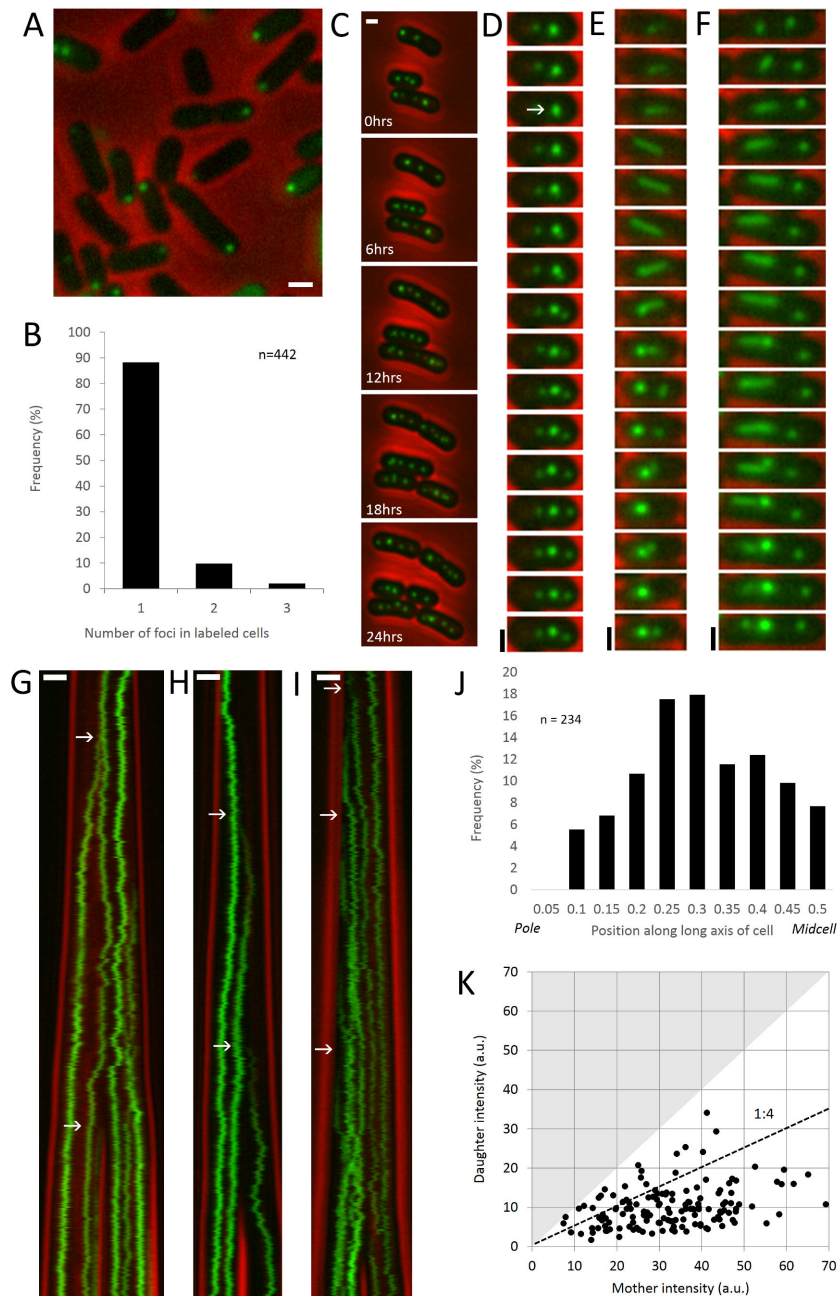 A
B
Frequency (%)
100
90
80
70
60
50
40
30
20
10
0
n=442
1 2 3
Number of foci in labeled cells
C
0hrs
6hrs
12hrs
18hrs
24hrs
D
→
E
F
G
→
→
H
→
→
I
→
→
→
J
Frequency (%)
20
18
16
14
12
10
8
6
4
2
0
n = 234
0.05 0.1 0.15 0.2 0.25 0.3 0.35 0.4 0.45 0.5
Pole Position along long axis of cell Midcell
K
Daughter intensity (a.u.)
70
60
50
40
30
20
10
0
1:4
0 10 20 30 40 50 60 70
Mother intensity (a.u.)